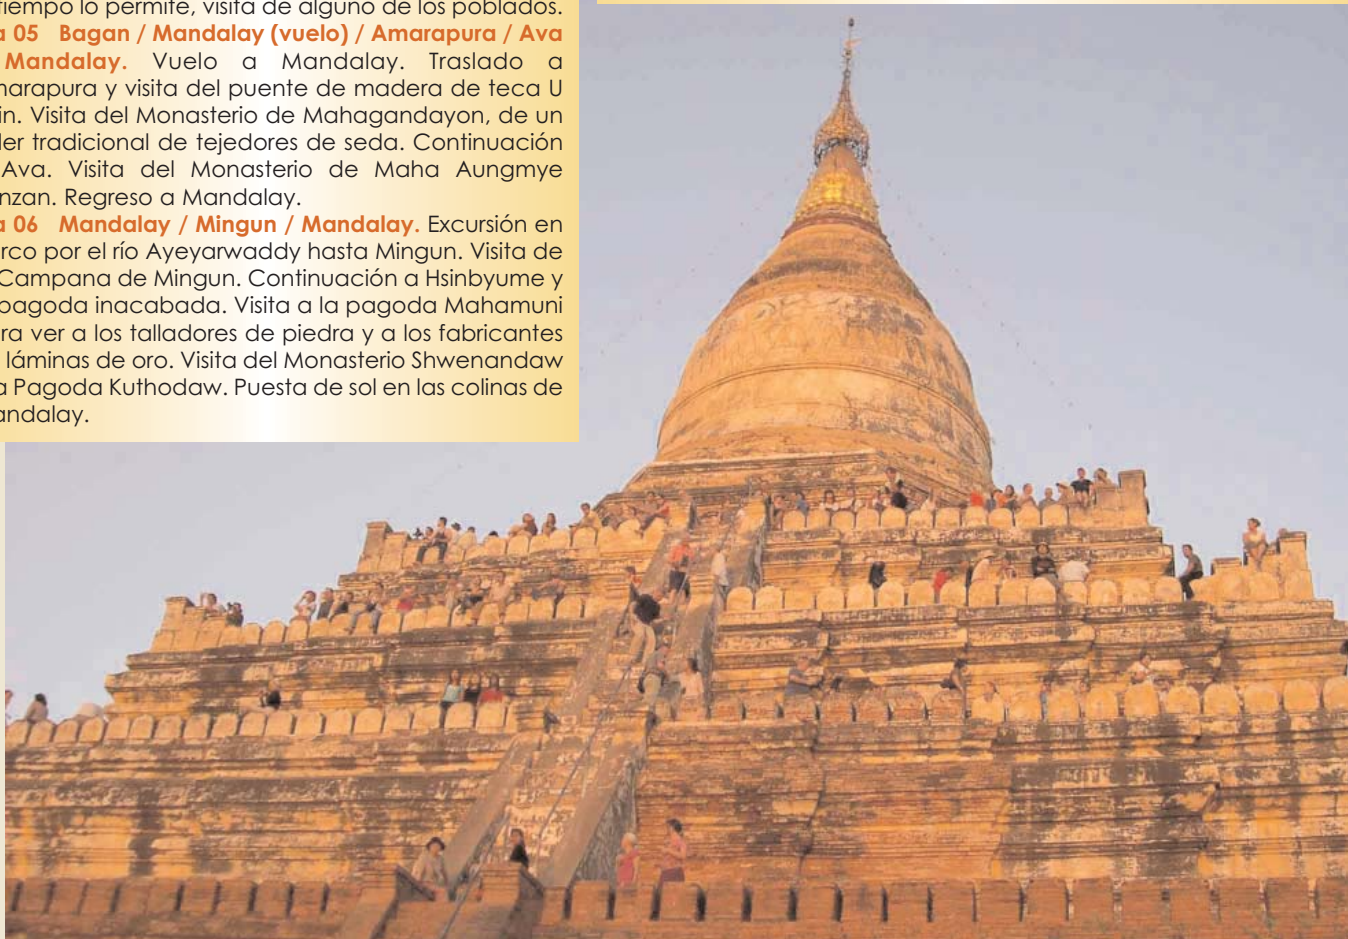 tiempo lo permite, visita de alguno de los poblados.
a 05 Bagan / Mandalay (vuelo) / Amarapura / Ava
Mandalay. Vuelo a Mandalay. Traslado a
marapura y visita del puente de madera de teca U
in. Visita del Monasterio de Mahagandayon, de un
ler tradicional de tejedores de seda. Continuación
Ava. Visita del Monasterio de Maha Aungmye
nzan. Regreso a Mandalay.
a 06 Mandalay / Mingun / Mandalay. Excursión en
rco por el río Ayeyarwaddy hasta Mingun. Visita de
Campana de Mingun. Continuación a Hsinbyume y
pagoda inacabada. Visita a la pagoda Mahamuni
ra ver a los talladores de piedra y a los fabricantes
láminas de oro. Visita del Monasterio Shwenandaw
a Pagoda Kuthodaw. Puesta de sol en las colinas de
andalay.